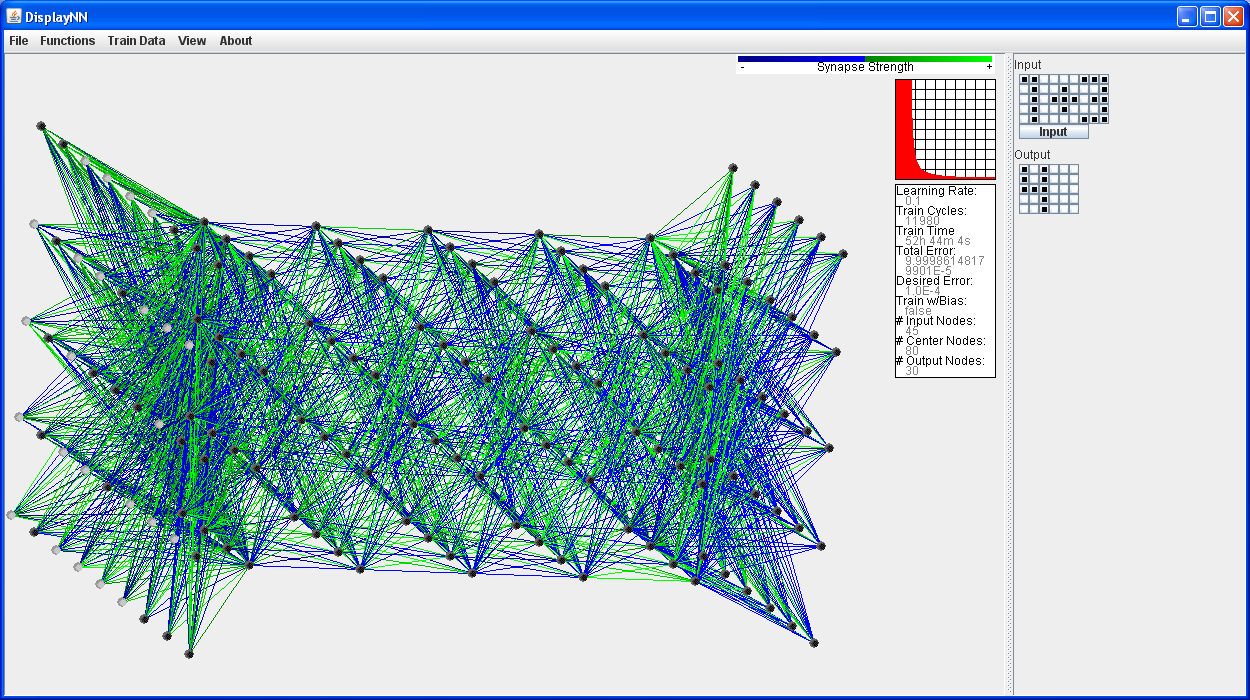 DisplayNN
File Functions Train Data View About
- Synapse Strength +
Learning Rate:
0.1
Train Cycles:
11980
Train Time
52h 44m 4s
Total Error:
9.9998614817
9901E-5
Desired Error:
1.0E-4
Train w/Bias:
false
# Input Nodes:
45
# Center Nodes:
80
# Output Nodes:
30
Input
Input
Output